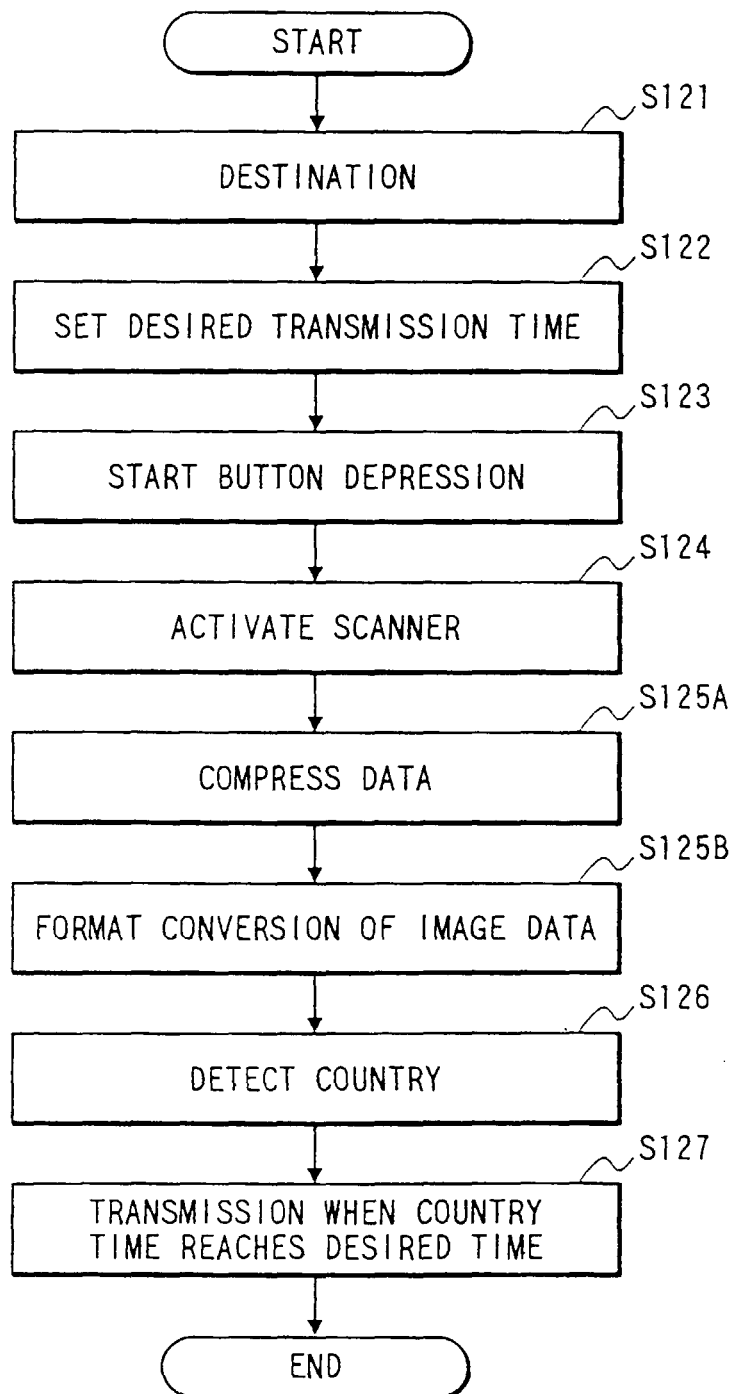 START
S121
DESTINATION
S122
SET DESIRED TRANSMISSION TIME
S123
START BUTTON DEPRESSION
S124
ACTIVATE SCANNER
S125A
COMPRESS DATA
S125B
FORMAT CONVERSION OF IMAGE DATA
S126
DETECT COUNTRY
S127
TRANSMISSION WHEN COUNTRY
TIME REACHES DESIRED TIME
END